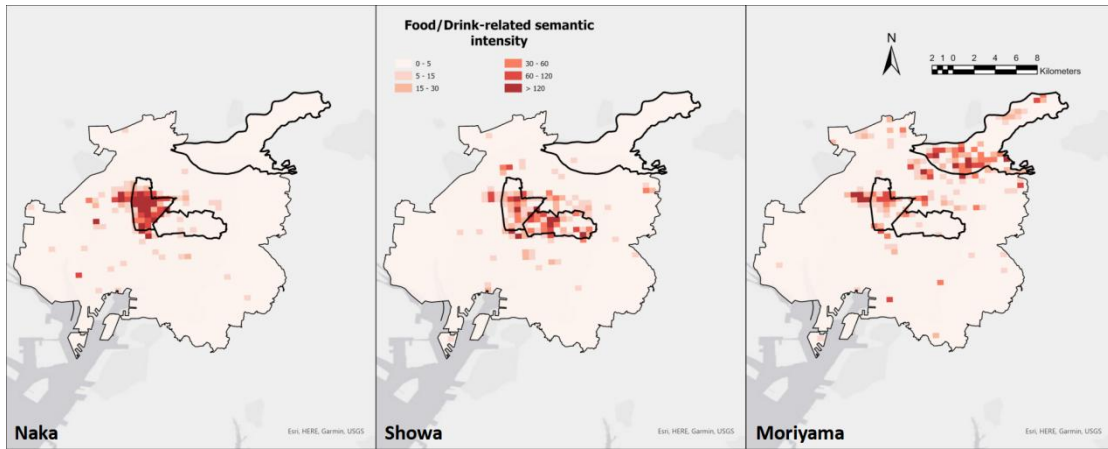 Food/Drink-related semantic
intensity
0 - 5
5 - 15
15 - 30
30 - 60
60 - 120
> 120
N
2 1 0 2 4 6 8
Kilometers
Naka
Esri, HERE, Garmin, USGS
Showa
Esri, HERE, Garmin, USGS
Moriyama
Esri, HERE, Garmin, USGS